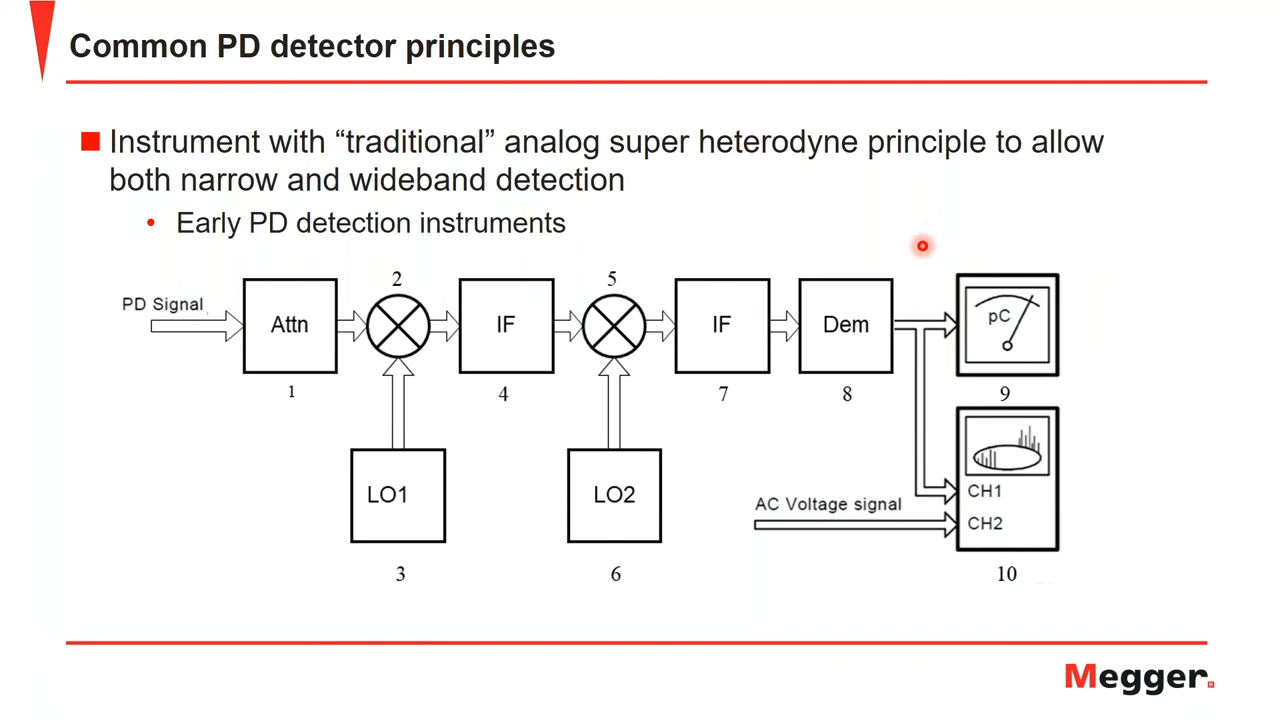 Common PD detector principles
Instrument with “traditional” analog super heterodyne principle to allow
both narrow and wideband detection
Early PD detection instruments
PD Signal
Attn
1
2
LO1
3
IF
4
5
LO2
6
IF
7
Dem
8
pC
9
AC Voltage signal
CH1
CH2
10
Megger.